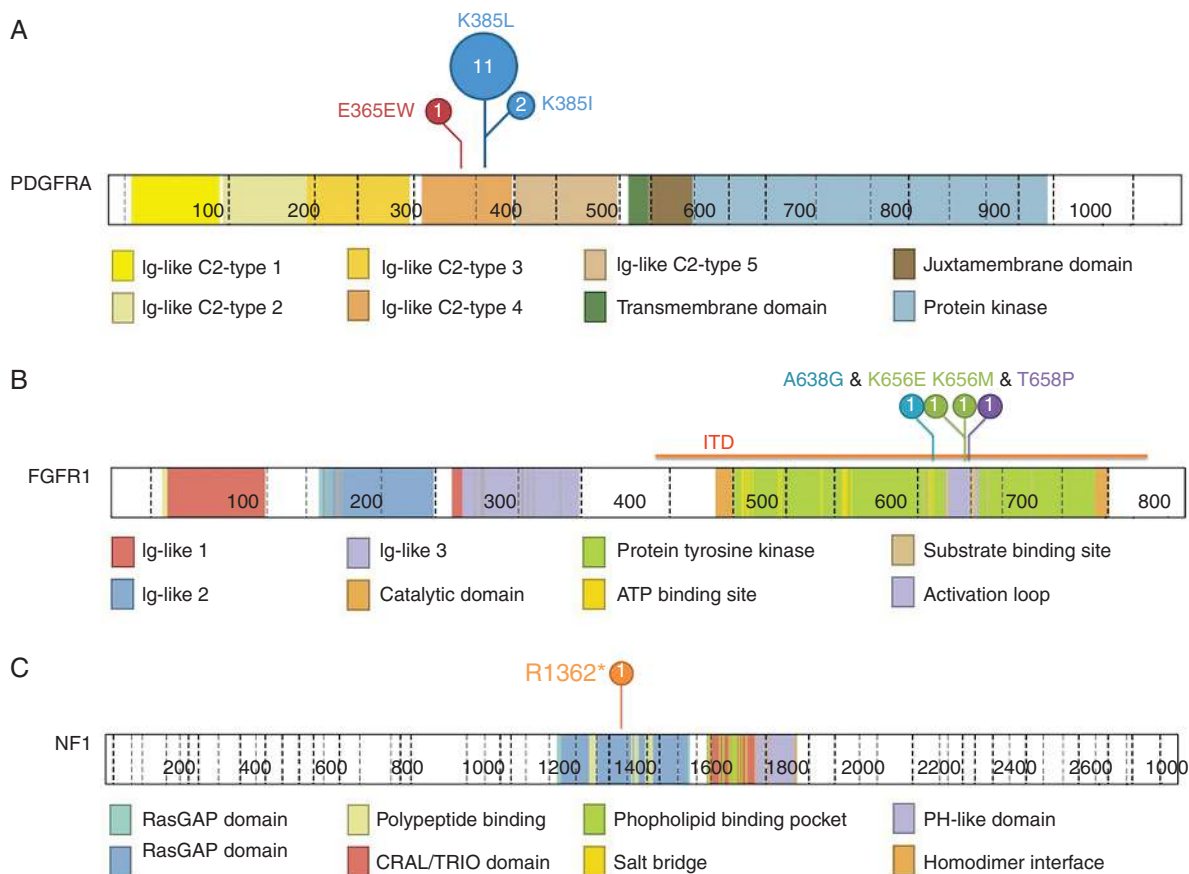 A
K385L
11
E365EW
1
2
K385I
PDGFRA
100 200 300 400 500 600 700 800 900 1000
Ig-like C2-type 1
Ig-like C2-type 3
Ig-like C2-type 5
Juxtamembrane domain
Ig-like C2-type 2
Ig-like C2-type 4
Transmembrane domain
Protein kinase
B
A638G & K656E K656M & T658P
1 1 1 1
ITD
FGFR1
100 200 300 400 500 600 700 800
Ig-like 1
Ig-like 3
Protein tyrosine kinase
Substrate binding site
Ig-like 2
Catalytic domain
ATP binding site
Activation loop
C
R1362*
1
NF1
200 400 600 800 1000 1200 1400 1600 1800 2000 2200 2400 2600 1000
RasGAP domain
Polypeptide binding
Phopholipid binding pocket
PH-like domain
RasGAP domain
CRAL/TRIO domain
Salt bridge
Homodimer interface